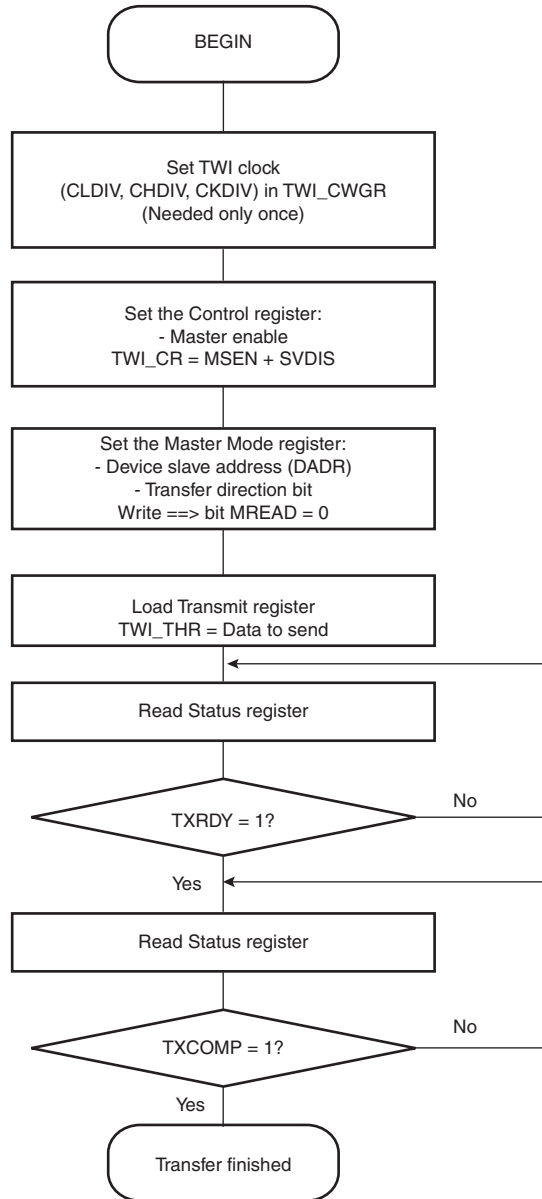 BEGIN
Set TWI clock
(CLDIV, CHDIV, CKDIV) in TWI_CWGR
(Needed only once)
Set the Control register:
- Master enable
TWI_CR = MSEN + SVDIS
Set the Master Mode register:
- Device slave address (DADR)
- Transfer direction bit
Write ==> bit MREAD = 0
Load Transmit register
TWI_THR = Data to send
Read Status register
TXRDY = 1?
No
Yes
Read Status register
TXCOMP = 1?
No
Yes
Transfer finished